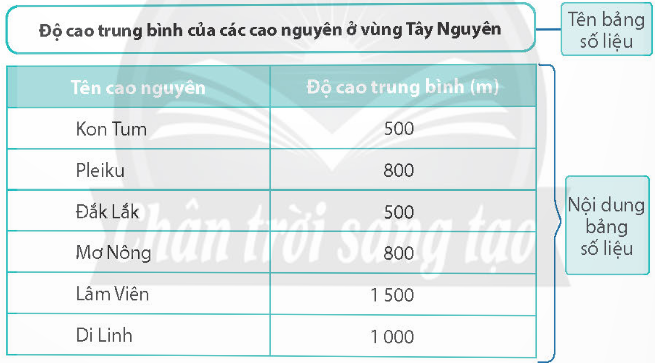 Độ cao trung bình của các cao nguyên ở vùng Tây Nguyên
Tên bảng
số liệu
Tên cao nguyên Độ cao trung bình (m)
Kon Tum 500
Pleiku 800
Đắk Lắk 500
Mơ Nông 800
Lâm Viên 1 500
Di Linh 1 000
Nội dung
bảng
số liệu
Chân trời sáng tạo